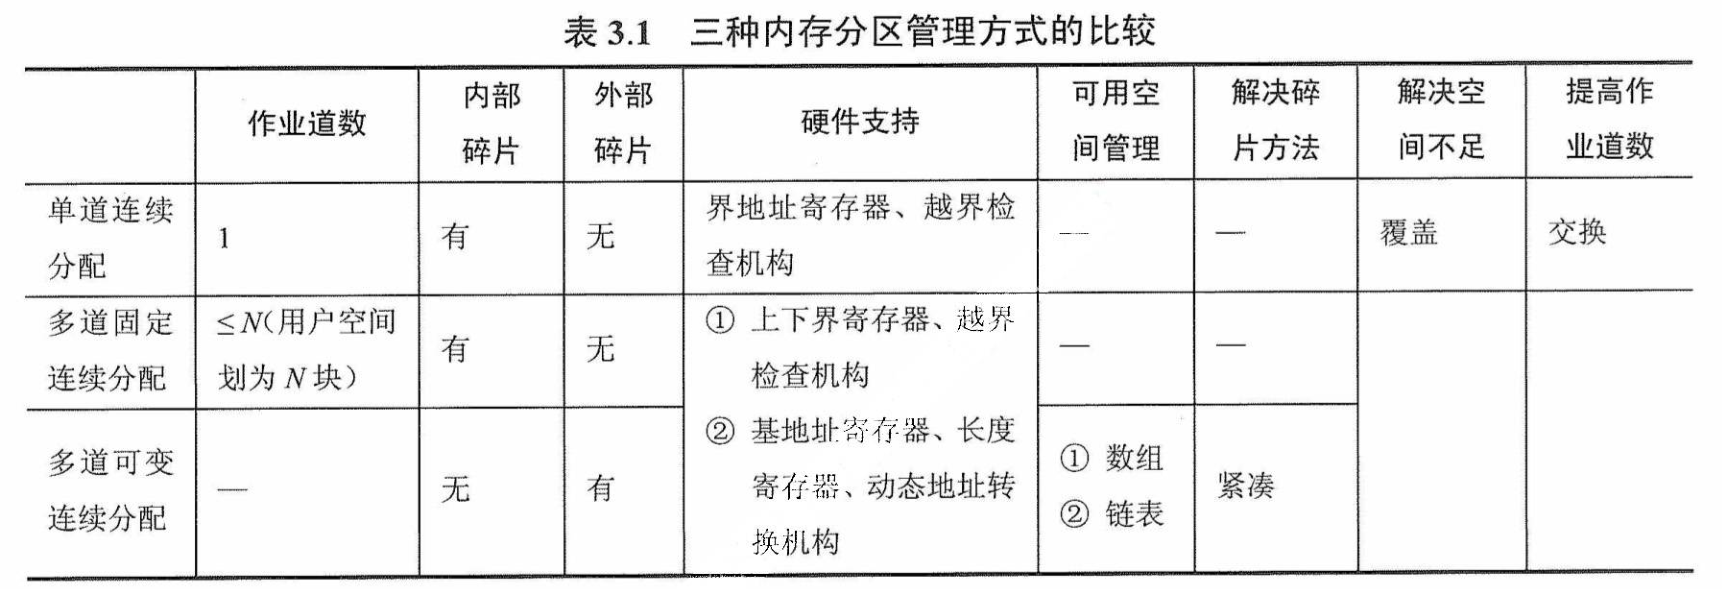 表 3.1 三种内存分区管理方式的比较
作业道数
内部
碎片
外部
碎片
硬件支持
可用空
间管理
解决碎
片方法
解决空
间不足
提高作
业道数
单道连续
分配
1
有
无
界地址寄存器、越界检
查机构
—
—
覆盖
交换
多道固定
连续分配
≤N(用户空间
划为 N 块)
有
无
① 上下界寄存器、越界
检查机构
② 基地址寄存器、长度
寄存器、动态地址转
换机构
—
—
多道可变
连续分配
—
无
有
① 数组
② 链表
紧凑